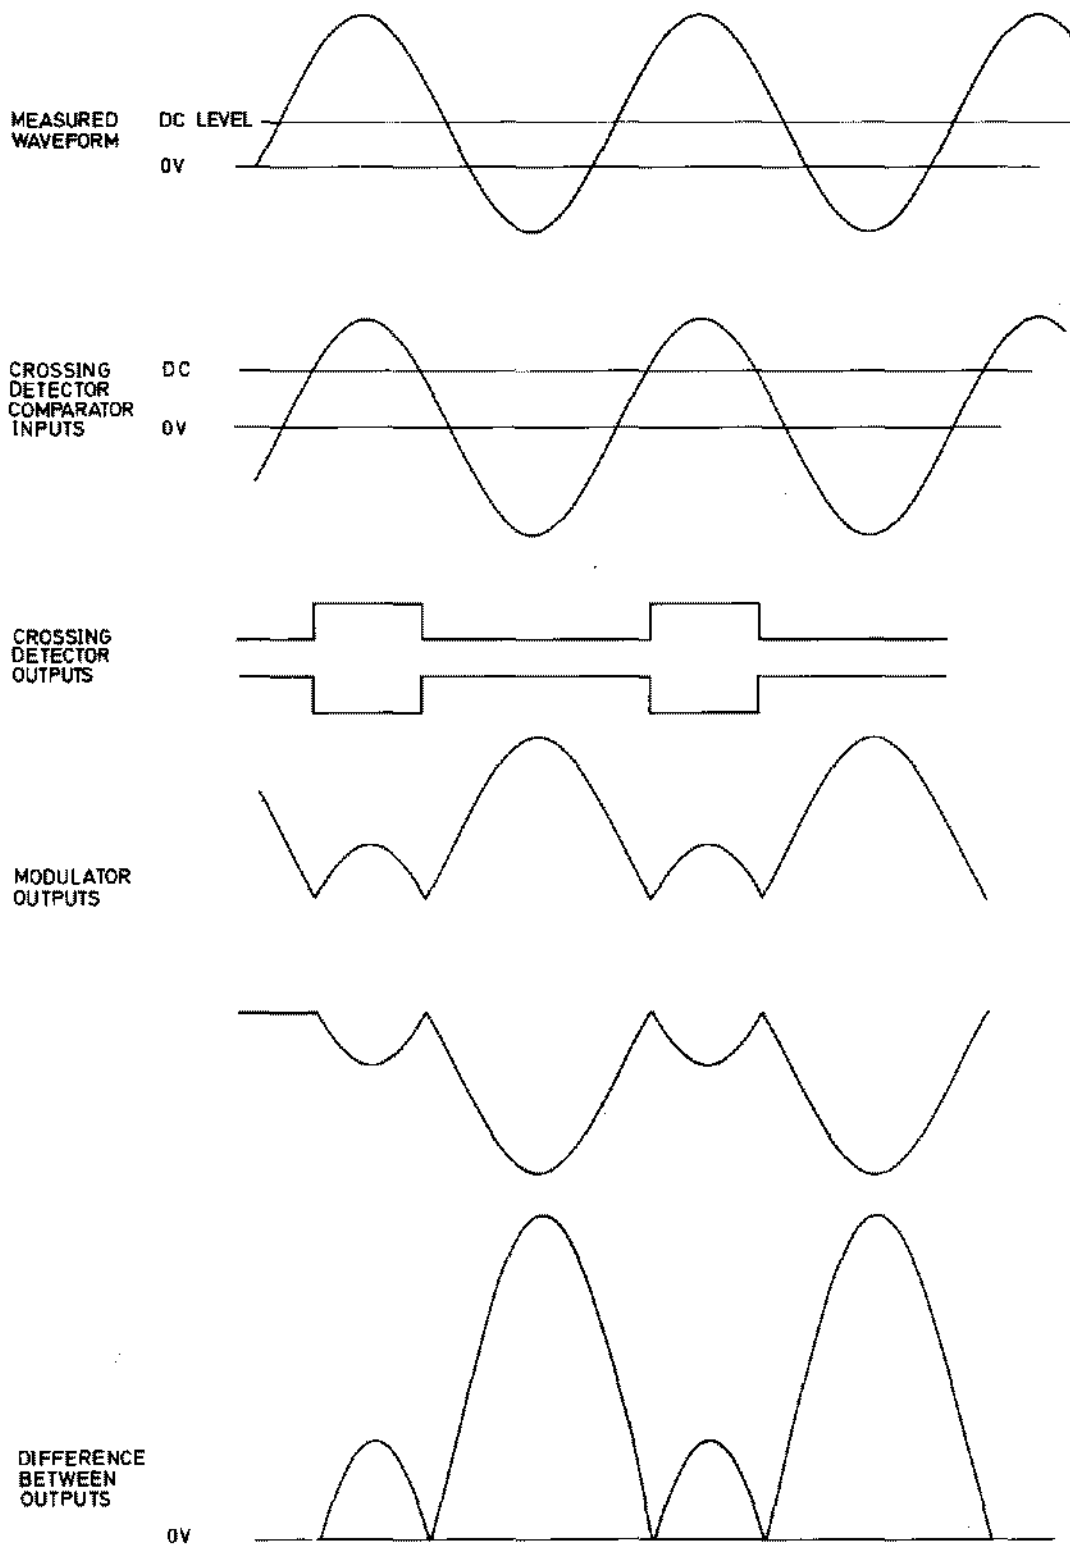 MEASURED
WAVEFORM
DC LEVEL
0V
CROSSING
DETECTOR
COMPARATOR
INPUTS
DC
0V
CROSSING
DETECTOR
OUTPUTS
MODULATOR
OUTPUTS
DIFFERENCE
BETWEEN
OUTPUTS
0V